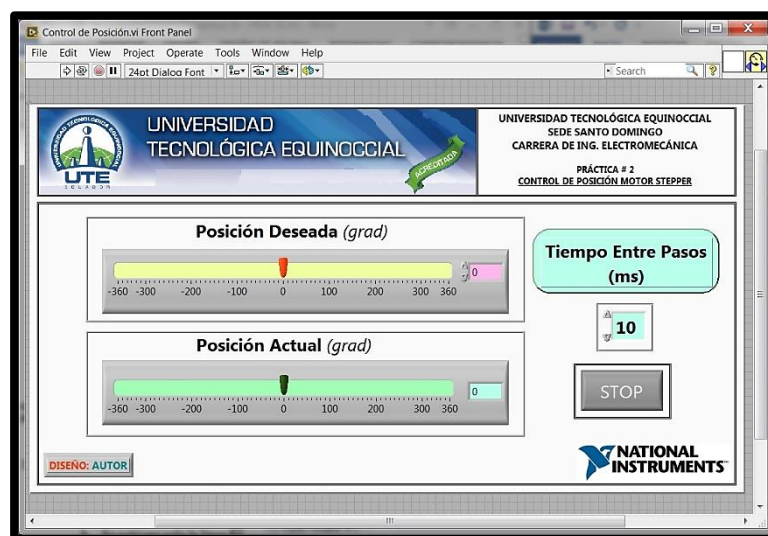 Control de Posición.vi Front Panel
File Edit View Project Operate Tools Window Help
24pt Dialog Font
Search
UNIVERSIDAD
TECNOLÓGICA EQUINOCCIAL
UNIVERSIDAD TECNOLÓGICA EQUINOCCIAL
SEDE SANTO DOMINGO
CARRERA DE ING. ELECTROMECÁNICA
UTE
ECUADOR
ACREDITADA
PRÁCTICA # 2
CONTROL DE POSICIÓN MOTOR STEPPER
Posición Deseada (grad)
0
-360 -300 -200 -100 0 100 200 300 360
Tiempo Entre Pasos
(ms)
10
Posición Actual (grad)
0
-360 -300 -200 -100 0 100 200 300 360
STOP
DISEÑO: AUTOR
NATIONAL
INSTRUMENTS